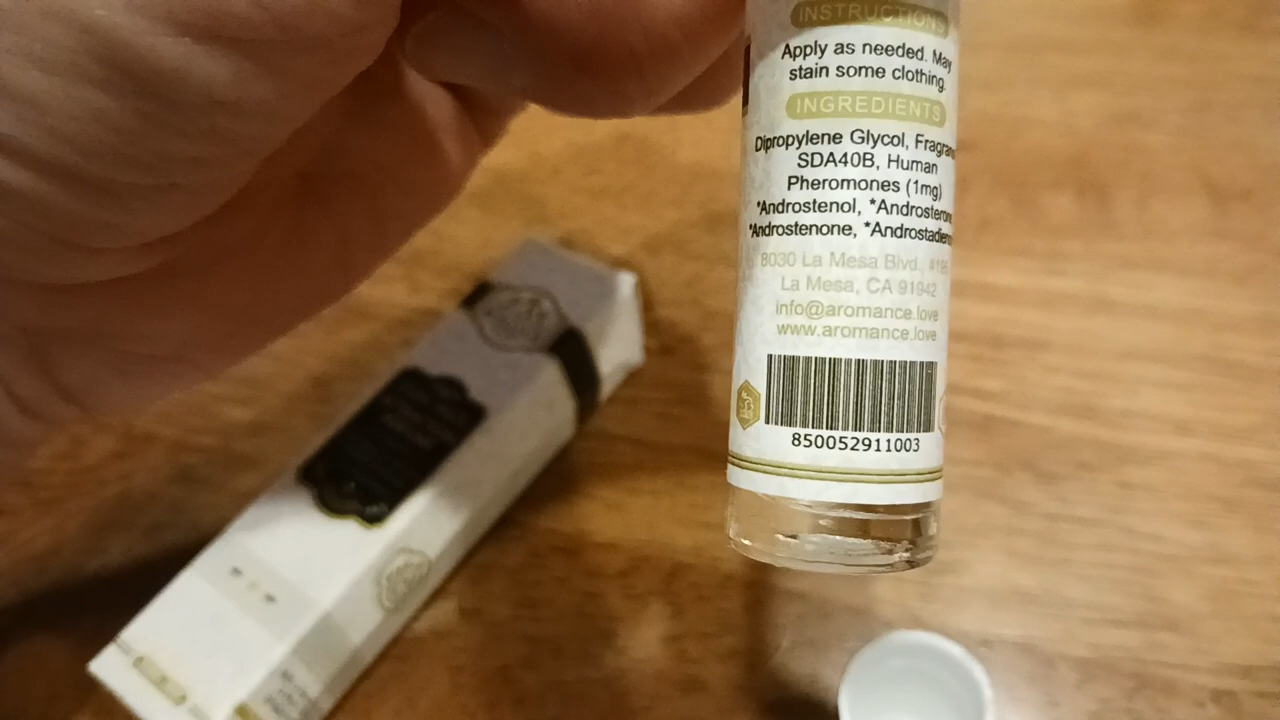 INSTRUCTIONS
Apply as needed. May
stain some clothing.
INGREDIENTS
Dipropylene Glycol,
SDA40B, Human
Pheromones (1mg)
*Androstenol,
*Androstenone,
8030 La Mesa Blvd.
La Mesa, CA 91942
info@aromance.love
www.aromance.love
850052911003